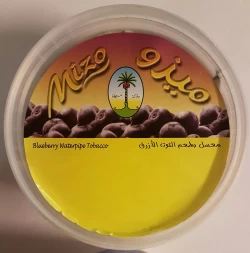 Mizo ميزو
Blueberry Waterpipe Tobacco معسل بطعم التوت الأزرق